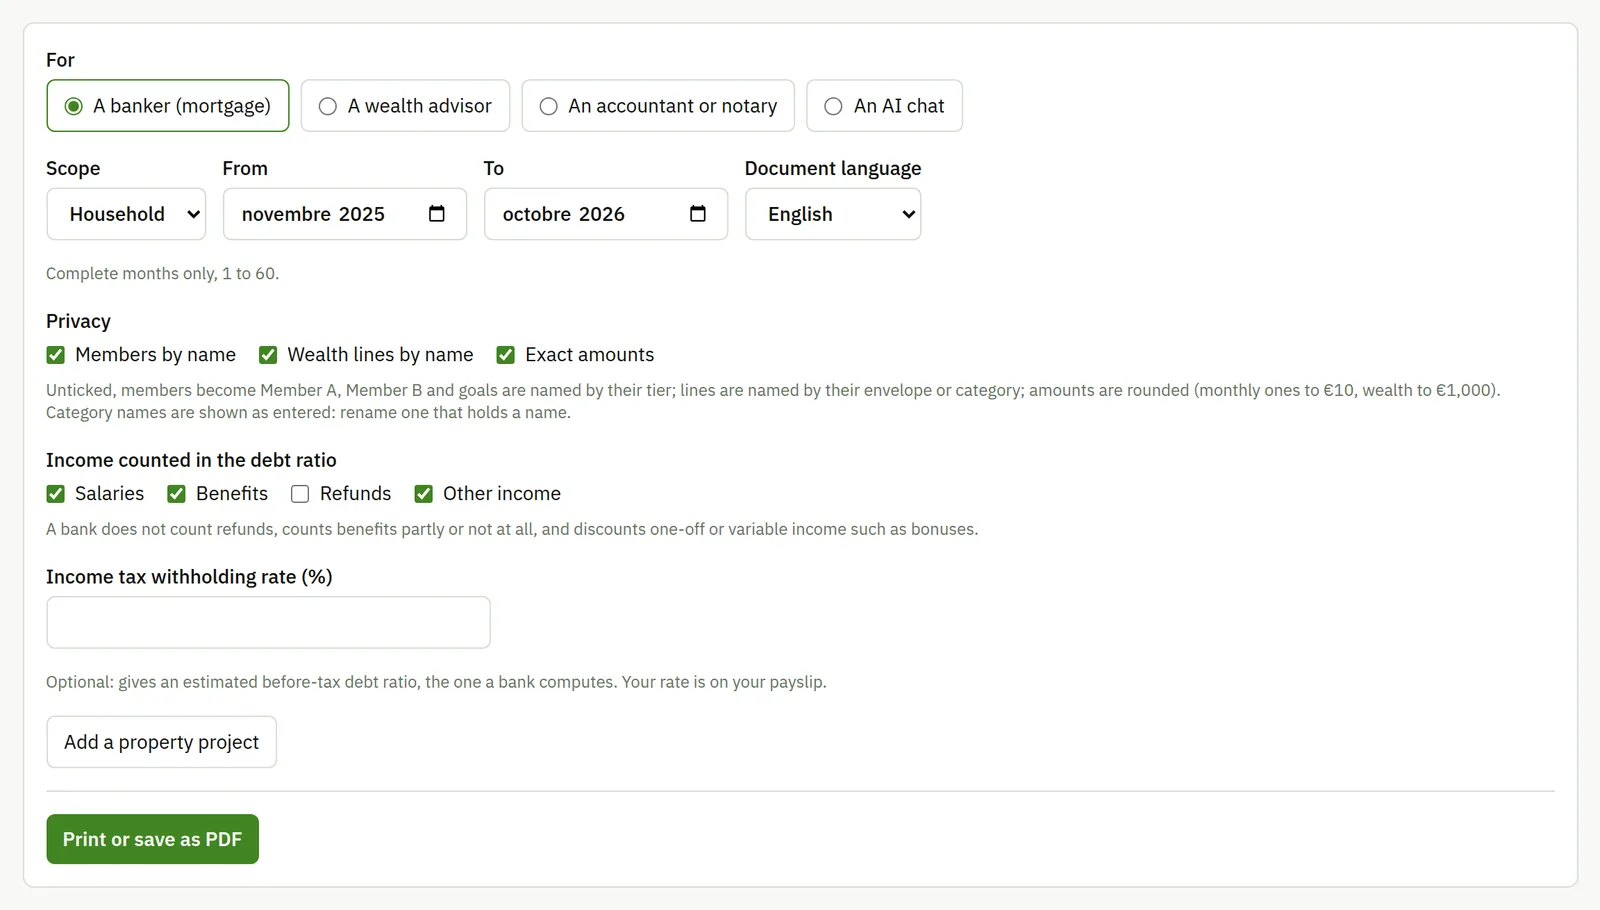 For
A banker (mortgage)
A wealth advisor
An accountant or notary
An AI chat
Scope
From
To
Document language
Household
novembre 2025
octobre 2026
English
Complete months only, 1 to 60.
Privacy
Members by name
Wealth lines by name
Exact amounts
Unticked, members become Member A, Member B and goals are named by their tier; lines are named by their envelope or category; amounts are rounded (monthly ones to €10, wealth to €1,000).
Category names are shown as entered: rename one that holds a name.
Income counted in the debt ratio
Salaries
Benefits
Refunds
Other income
A bank does not count refunds, counts benefits partly or not at all, and discounts one-off or variable income such as bonuses.
Income tax withholding rate (%)
Optional: gives an estimated before-tax debt ratio, the one a bank computes. Your rate is on your payslip.
Add a property project
Print or save as PDF